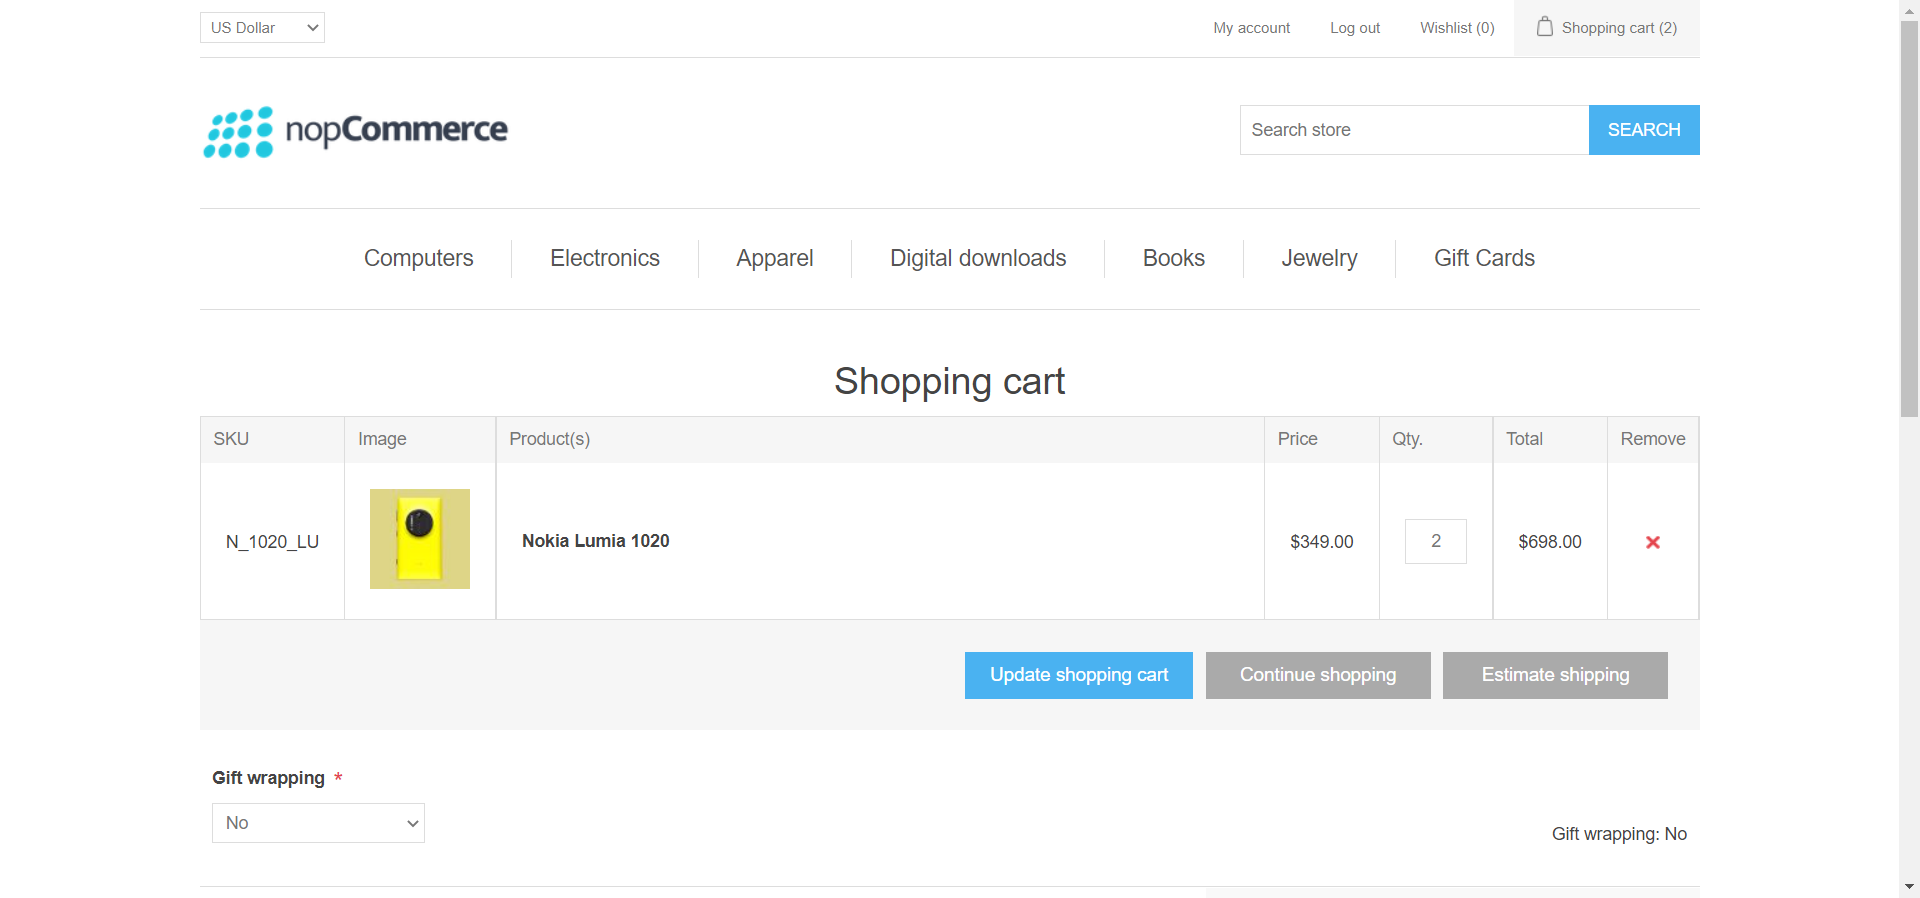 US Dollar
My account
Log out
Wishlist (0)
Shopping cart (2)
nopCommerce
Search store
SEARCH
Computers
Electronics
Apparel
Digital downloads
Books
Jewelry
Gift Cards
Shopping cart
SKU
Image
Product(s)
Price
Qty.
Total
Remove
N_1020_LU
Nokia Lumia 1020
$349.00
2
$698.00
Update shopping cart
Continue shopping
Estimate shipping
Gift wrapping *
No
Gift wrapping: No